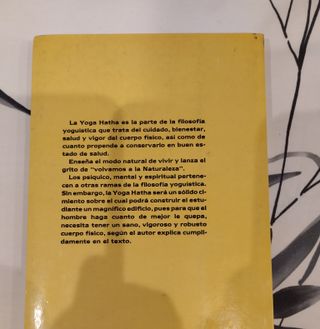 La Yoga Hatha es la parte de la filosofía
yoguística que trata del cuidado, bienestar,
salud y vigor del cuerpo físico, así como de
cuanto propende a conservarlo en buen es-
tado de salud.
Enseña el modo natural de vivir y lanza el
grito de "volvamos a la Naturaleza".
Los psíquico, mental y espiritual pertene-
cen a otras ramas de la filosofía yoguística.
Sin embargo, la Yoga Hatha será un sólido ci-
miento sobre el cual podrá construir el estu-
diante un magnífico edificio, pues para que el
hombre haga cuanto de mejor le quepa,
necesita tener un sano, vigoroso y robusto
cuerpo físico, según el autor explica cumpli-
damente en el texto.